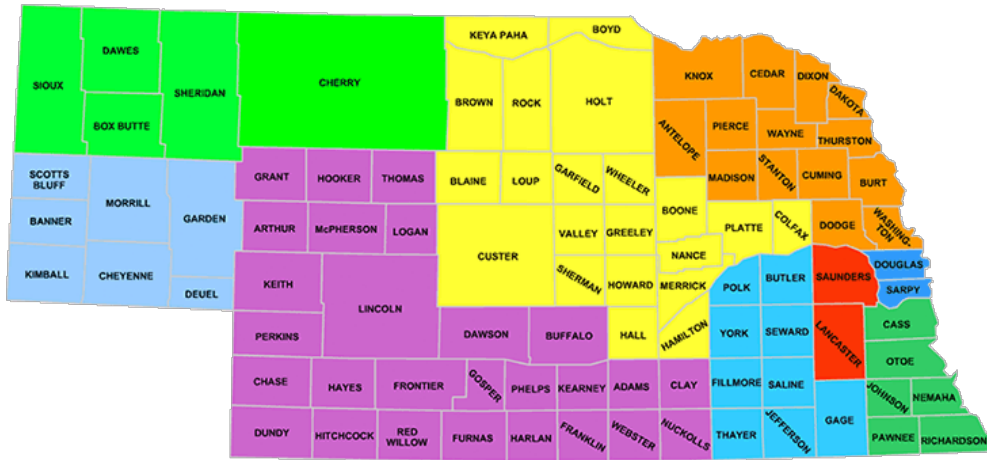 KEYA PAHA
BOYD
DAWES
SIOUX
SHERIDAN
CHERRY
KNOX
CEDAR
DIXON
DAKOTA
BROWN
ROCK
HOLT
BOX BUTTE
ANTELOPE
PIERCE
WAYNE
THURSTON
SCOTTS
BLUFF
MORRILL
GARDEN
GRANT
HOOKER
THOMAS
BLAINE
LOUP
GARFIELD
WHEELER
MADISON
STANTON
CUMING
BURT
BANNER
ARTHUR
McPHERSON
LOGAN
CUSTER
VALLEY
GREELEY
BOONE
PLATTE
COLFAX
DODGE
WASHING-
TON
NANCE
KIMBALL
CHEYENNE
DEUEL
KEITH
LINCOLN
SHERMAN
HOWARD
MERRICK
POLK
BUTLER
SAUNDERS
DOUGLAS
SARPY
PERKINS
DAWSON
BUFFALO
HALL
HAMILTON
YORK
SEWARD
LANCASTER
CASS
OTOE
CHASE
HAYES
FRONTIER
GOSPER
PHELPS
KEARNEY
ADAMS
CLAY
FILLMORE
SALINE
GAGE
JOHNSON
NEMAHA
DUNDY
HITCHCOCK
RED
WILLOW
FURNAS
HARLAN
FRANKLIN
WEBSTER
NUCKOLLS
THAYER
JEFFERSON
PAWNEE
RICHARDSON